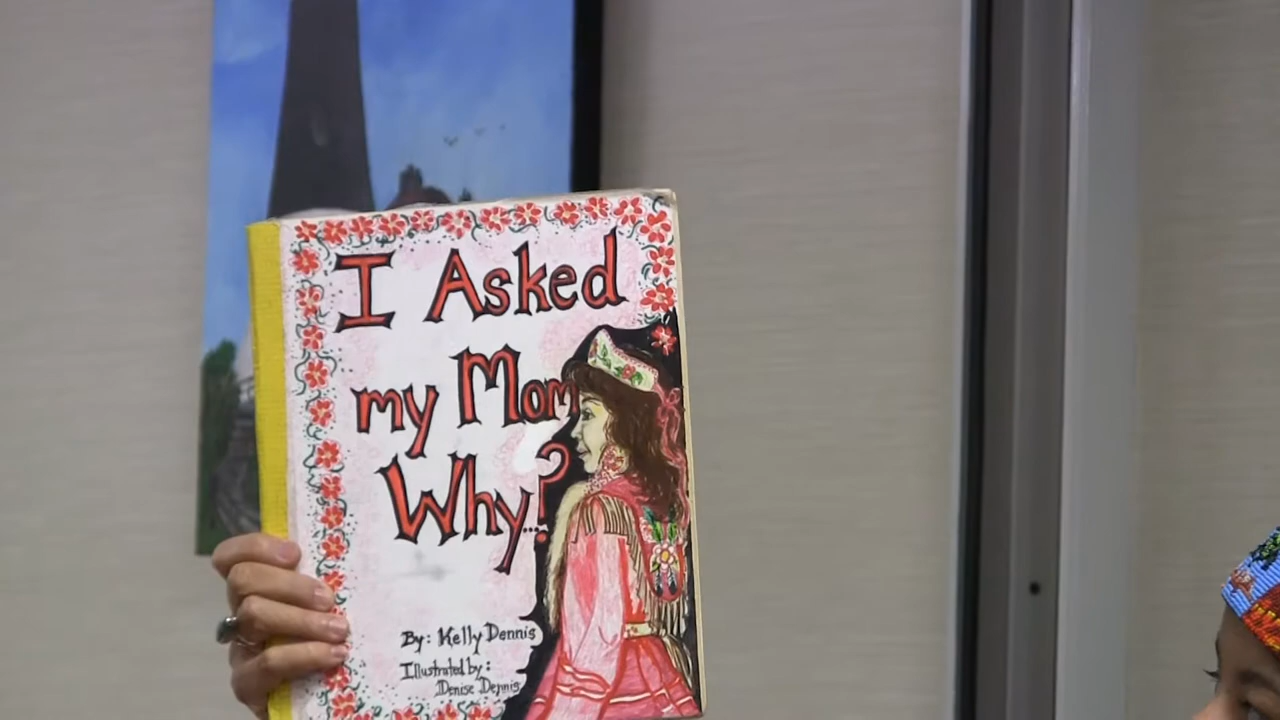 I Asked
my Mom
Why...?
By: Kelly Dennis
Illustrated by:
Denise Dennis